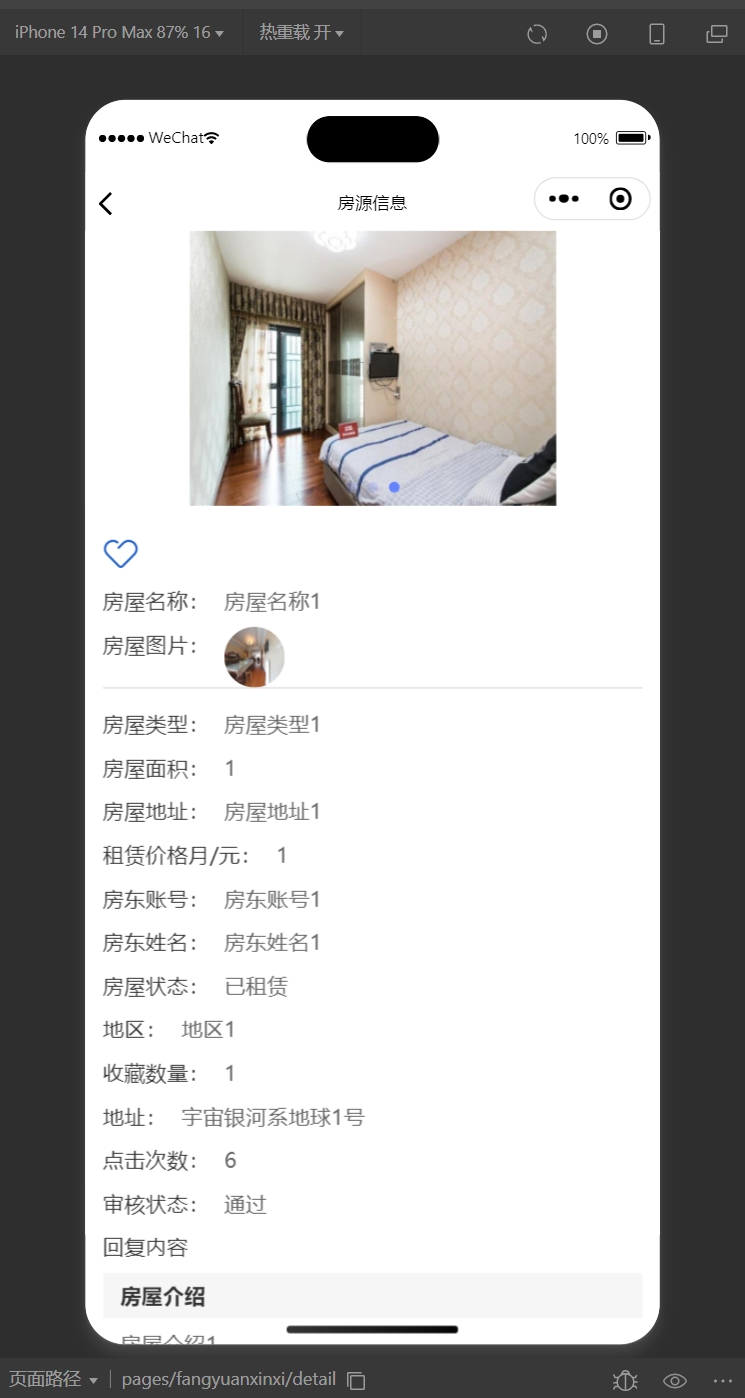 iPhone 14 Pro Max 87% 16 热重载 开
WeChat 100%
房源信息
房屋名称： 房屋名称1
房屋图片：
房屋类型： 房屋类型1
房屋面积： 1
房屋地址： 房屋地址1
租赁价格月/元： 1
房东账号： 房东账号1
房东姓名： 房东姓名1
房屋状态： 已租赁
地区： 地区1
收藏数量： 1
地址： 宇宙银河系地球1号
点击次数： 6
审核状态： 通过
回复内容
房屋介绍
房屋介绍1
页面路径 pages/fangyuanxinxi/detail